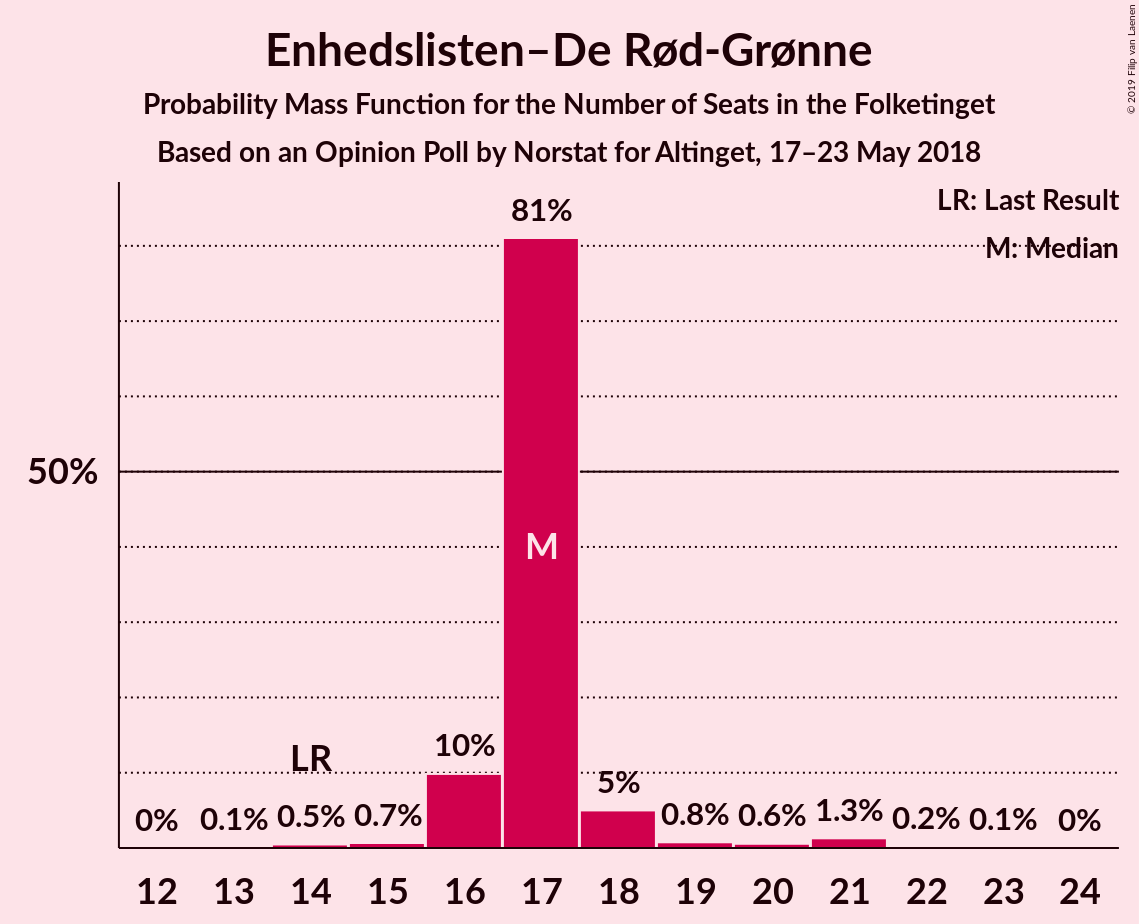 Enhedslisten–De Rød-Grønne
Probability Mass Function for the Number of Seats in the Folketinget
Based on an Opinion Poll by Norstat for Altinget, 17–23 May 2018
© 2019 Filip van Laenen
LR: Last Result
M: Median
81%
50%
M
LR
10%
5%
0% 0.1% 0.5% 0.7% 0.8% 0.6% 1.3% 0.2% 0.1% 0%
12 13 14 15 16 17 18 19 20 21 22 23 24